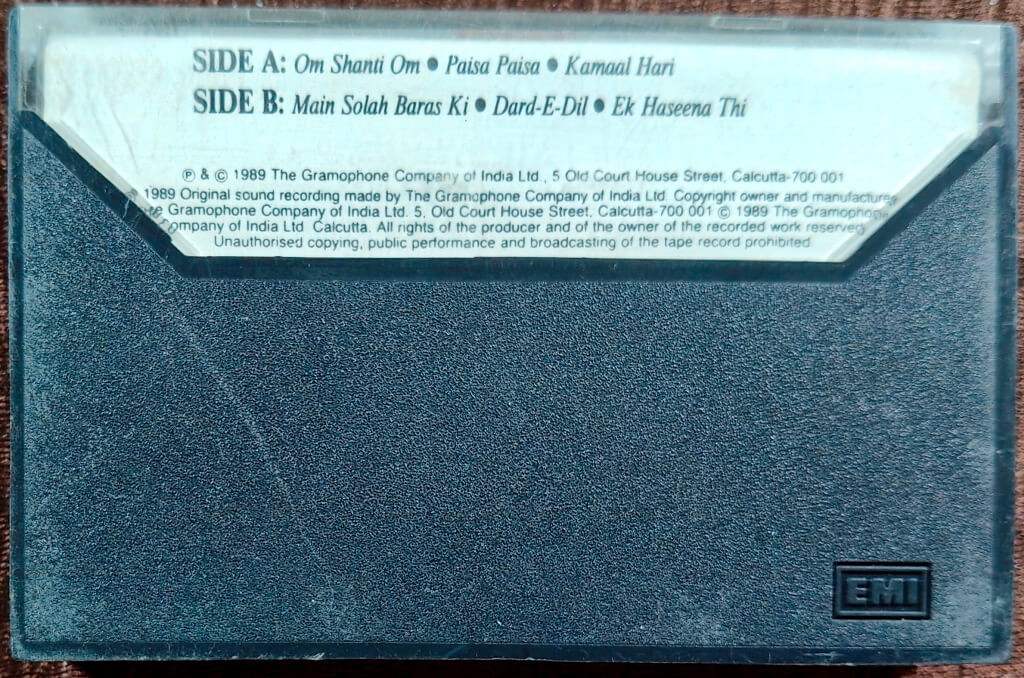 SIDE A: Om Shanti Om • Paisa Paisa • Kamaal Hari
SIDE B: Main Solah Baras Ki • Dard-E-Dil • Ek Haseena Thi
℗ & © 1989 The Gramophone Company of India Ltd., 5 Old Court House Street, Calcutta-700 001
1989 Original sound recording made by The Gramophone Company of India Ltd. Copyright owner and manufacturer
Gramophone Company of India Ltd. 5, Old Court House Street, Calcutta-700 001 © 1989 The Gramophone
ompany of India Ltd Calcutta. All rights of the producer and of the owner of the recorded work reserved
Unauthorised copying, public performance and broadcasting of the tape record prohibited
EMI